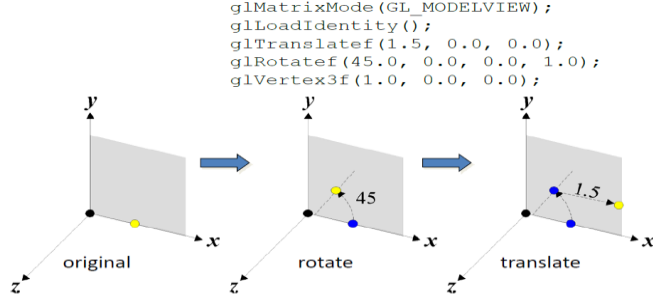 glMatrixMode(GL_MODELVIEW);
glLoadIdentity();
glTranslatef(1.5, 0.0, 0.0);
glRotatef(45.0, 0.0, 0.0, 1.0);
glVertex3f(1.0, 0.0, 0.0);
y y y
45 1.5
x x x
z original z rotate z translate